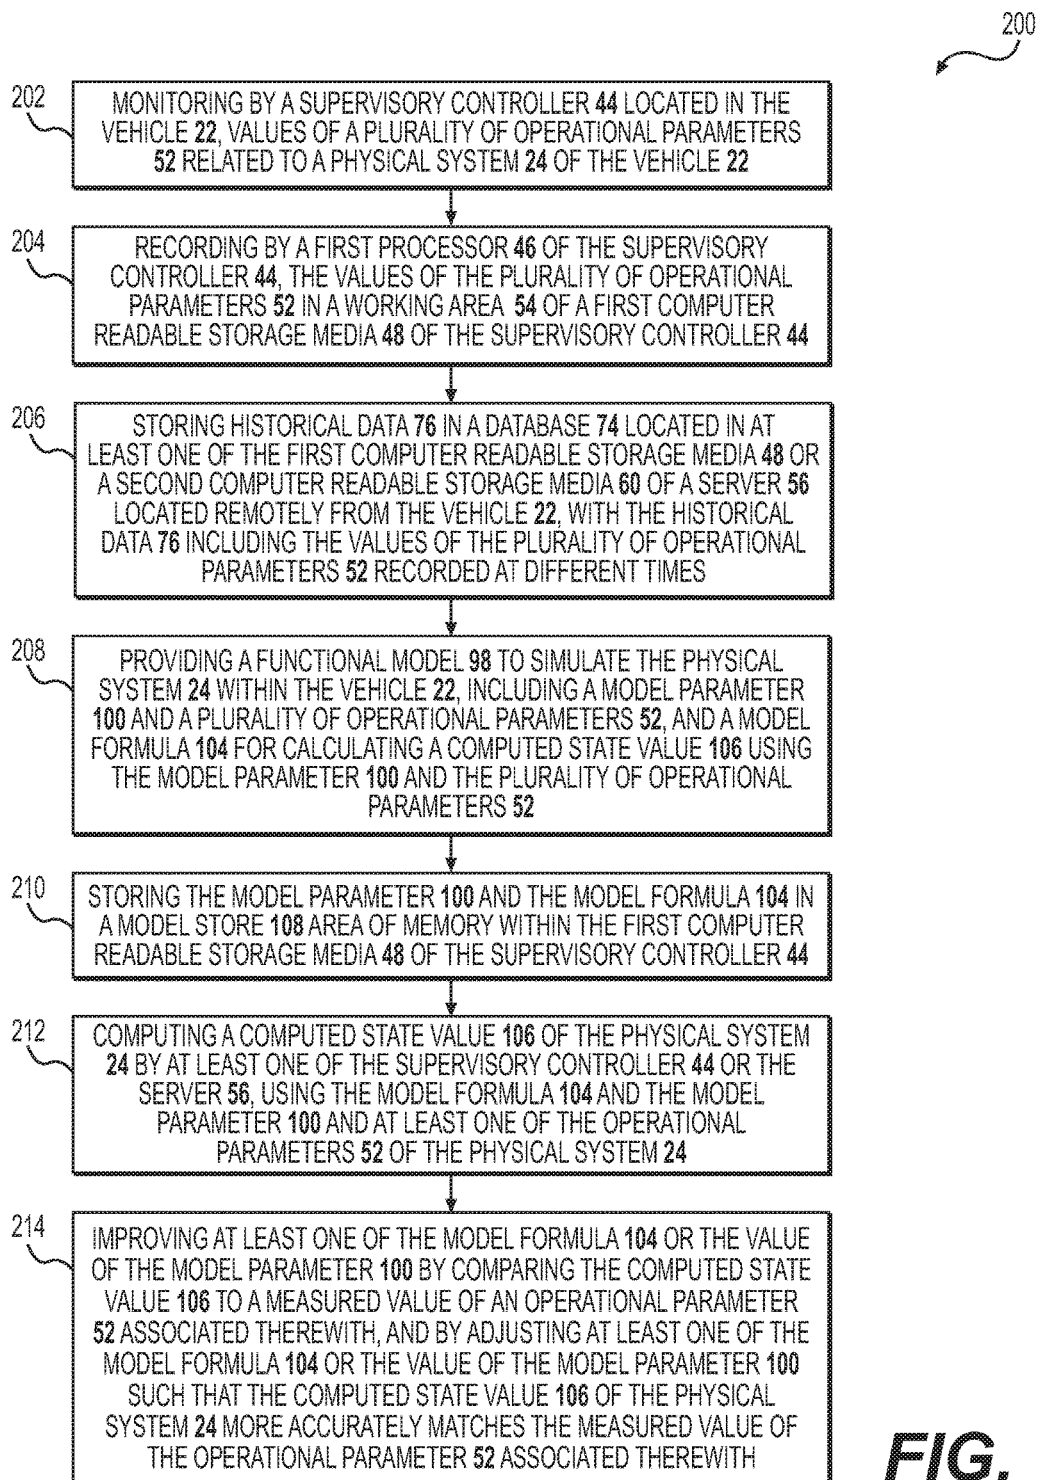 200
202
MONITORING BY A SUPERVISORY CONTROLLER 44 LOCATED IN THE
VEHICLE 22, VALUES OF A PLURALITY OF OPERATIONAL PARAMETERS
52 RELATED TO A PHYSICAL SYSTEM 24 OF THE VEHICLE 22
204
RECORDING BY A FIRST PROCESSOR 46 OF THE SUPERVISORY
CONTROLLER 44, THE VALUES OF THE PLURALITY OF OPERATIONAL
PARAMETERS 52 IN A WORKING AREA 54 OF A FIRST COMPUTER
READABLE STORAGE MEDIA 48 OF THE SUPERVISORY CONTROLLER 44
206
STORING HISTORICAL DATA 76 IN A DATABASE 74 LOCATED IN AT
LEAST ONE OF THE FIRST COMPUTER READABLE STORAGE MEDIA 48 OR
A SECOND COMPUTER READABLE STORAGE MEDIA 60 OF A SERVER 56
LOCATED REMOTELY FROM THE VEHICLE 22, WITH THE HISTORICAL
DATA 76 INCLUDING THE VALUES OF THE PLURALITY OF OPERATIONAL
PARAMETERS 52 RECORDED AT DIFFERENT TIMES
208
PROVIDING A FUNCTIONAL MODEL 98 TO SIMULATE THE PHYSICAL
SYSTEM 24 WITHIN THE VEHICLE 22, INCLUDING A MODEL PARAMETER
100 AND A PLURALITY OF OPERATIONAL PARAMETERS 52, AND A MODEL
FORMULA 104 FOR CALCULATING A COMPUTED STATE VALUE 106 USING
THE MODEL PARAMETER 100 AND THE PLURALITY OF OPERATIONAL
PARAMETERS 52
210
STORING THE MODEL PARAMETER 100 AND THE MODEL FORMULA 104 IN
A MODEL STORE 108 AREA OF MEMORY WITHIN THE FIRST COMPUTER
READABLE STORAGE MEDIA 48 OF THE SUPERVISORY CONTROLLER 44
212
COMPUTING A COMPUTED STATE VALUE 106 OF THE PHYSICAL SYSTEM
24 BY AT LEAST ONE OF THE SUPERVISORY CONTROLLER 44 OR THE
SERVER 56, USING THE MODEL FORMULA 104 AND THE MODEL
PARAMETER 100 AND AT LEAST ONE OF THE OPERATIONAL
PARAMETERS 52 OF THE PHYSICAL SYSTEM 24
214
IMPROVING AT LEAST ONE OF THE MODEL FORMULA 104 OR THE VALUE
OF THE MODEL PARAMETER 100 BY COMPARING THE COMPUTED STATE
VALUE 106 TO A MEASURED VALUE OF AN OPERATIONAL PARAMETER
52 ASSOCIATED THEREWITH, AND BY ADJUSTING AT LEAST ONE OF THE
MODEL FORMULA 104 OR THE VALUE OF THE MODEL PARAMETER 100
SUCH THAT THE COMPUTED STATE VALUE 106 OF THE PHYSICAL
SYSTEM 24 MORE ACCURATELY MATCHES THE MEASURED VALUE OF
THE OPERATIONAL PARAMETER 52 ASSOCIATED THEREWITH
FIG.